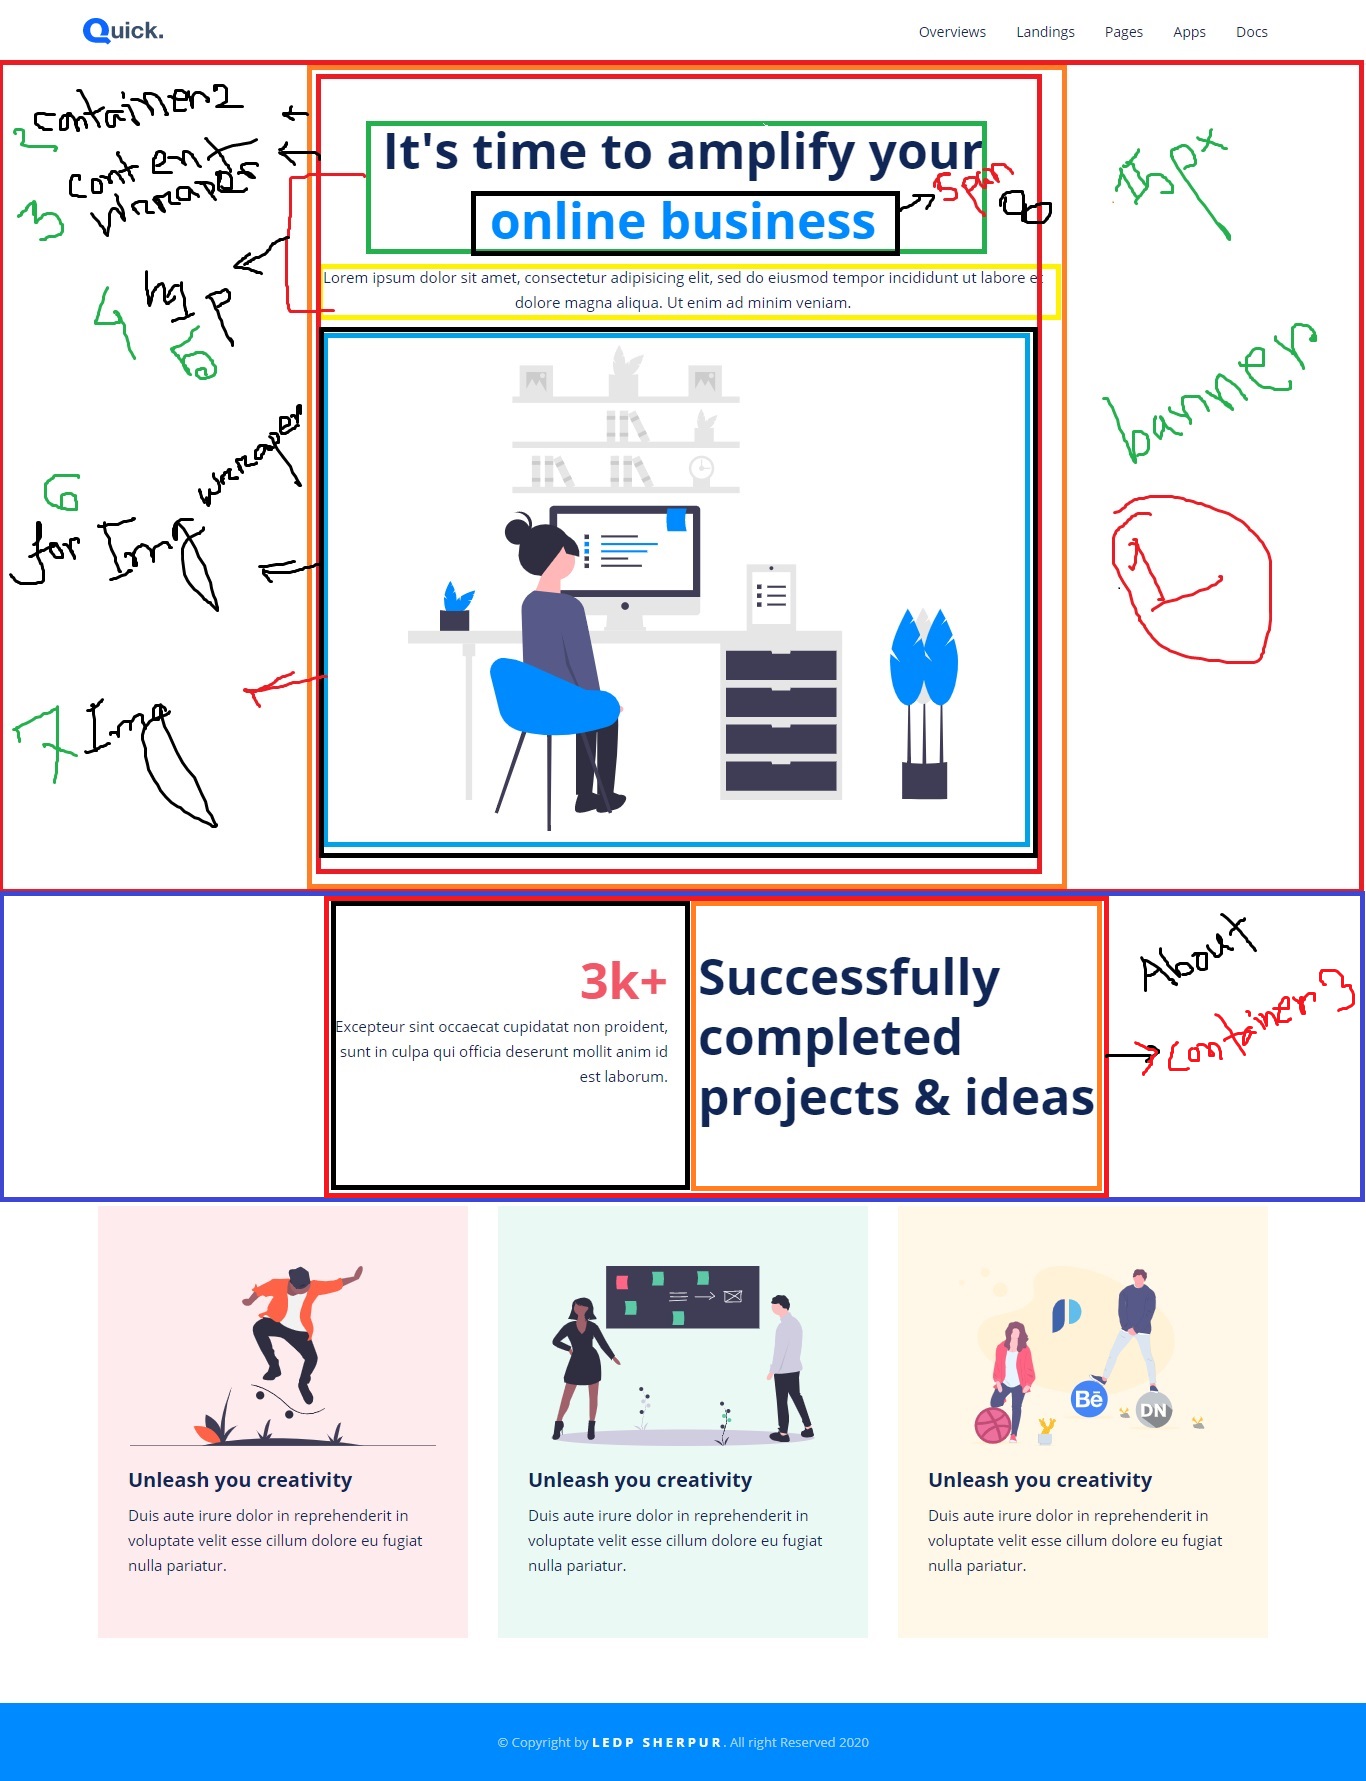 Quick.
Overviews Landings Pages Apps Docs
2 container2
3 content
wrapper
4 h1 p
5
It's time to amplify your
online business
span
15px
Lorem ipsum dolor sit amet, consectetur adipisicing elit, sed do eiusmod tempor incididunt ut labore et
dolore magna aliqua. Ut enim ad minim veniam.
banner
1
6
for Img wraper
7 Img
3k+
Excepteur sint occaecat cupidatat non proident,
sunt in culpa qui officia deserunt mollit anim id
est laborum.
Successfully
completed
projects & ideas
About
container 3
Bē
DN
Unleash you creativity
Duis aute irure dolor in reprehenderit in
voluptate velit esse cillum dolore eu fugiat
nulla pariatur.
Unleash you creativity
Duis aute irure dolor in reprehenderit in
voluptate velit esse cillum dolore eu fugiat
nulla pariatur.
Unleash you creativity
Duis aute irure dolor in reprehenderit in
voluptate velit esse cillum dolore eu fugiat
nulla pariatur.
© Copyright by LEDP SHERPUR. All right Reserved 2020